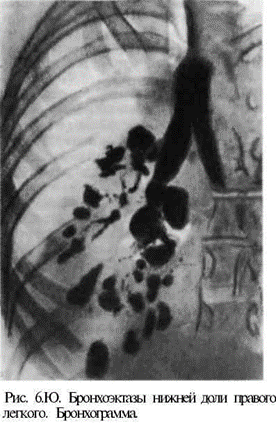 Рис. 6.Ю. Бронхоэктазы нижней доли правого
легкого. Бронхограмма.